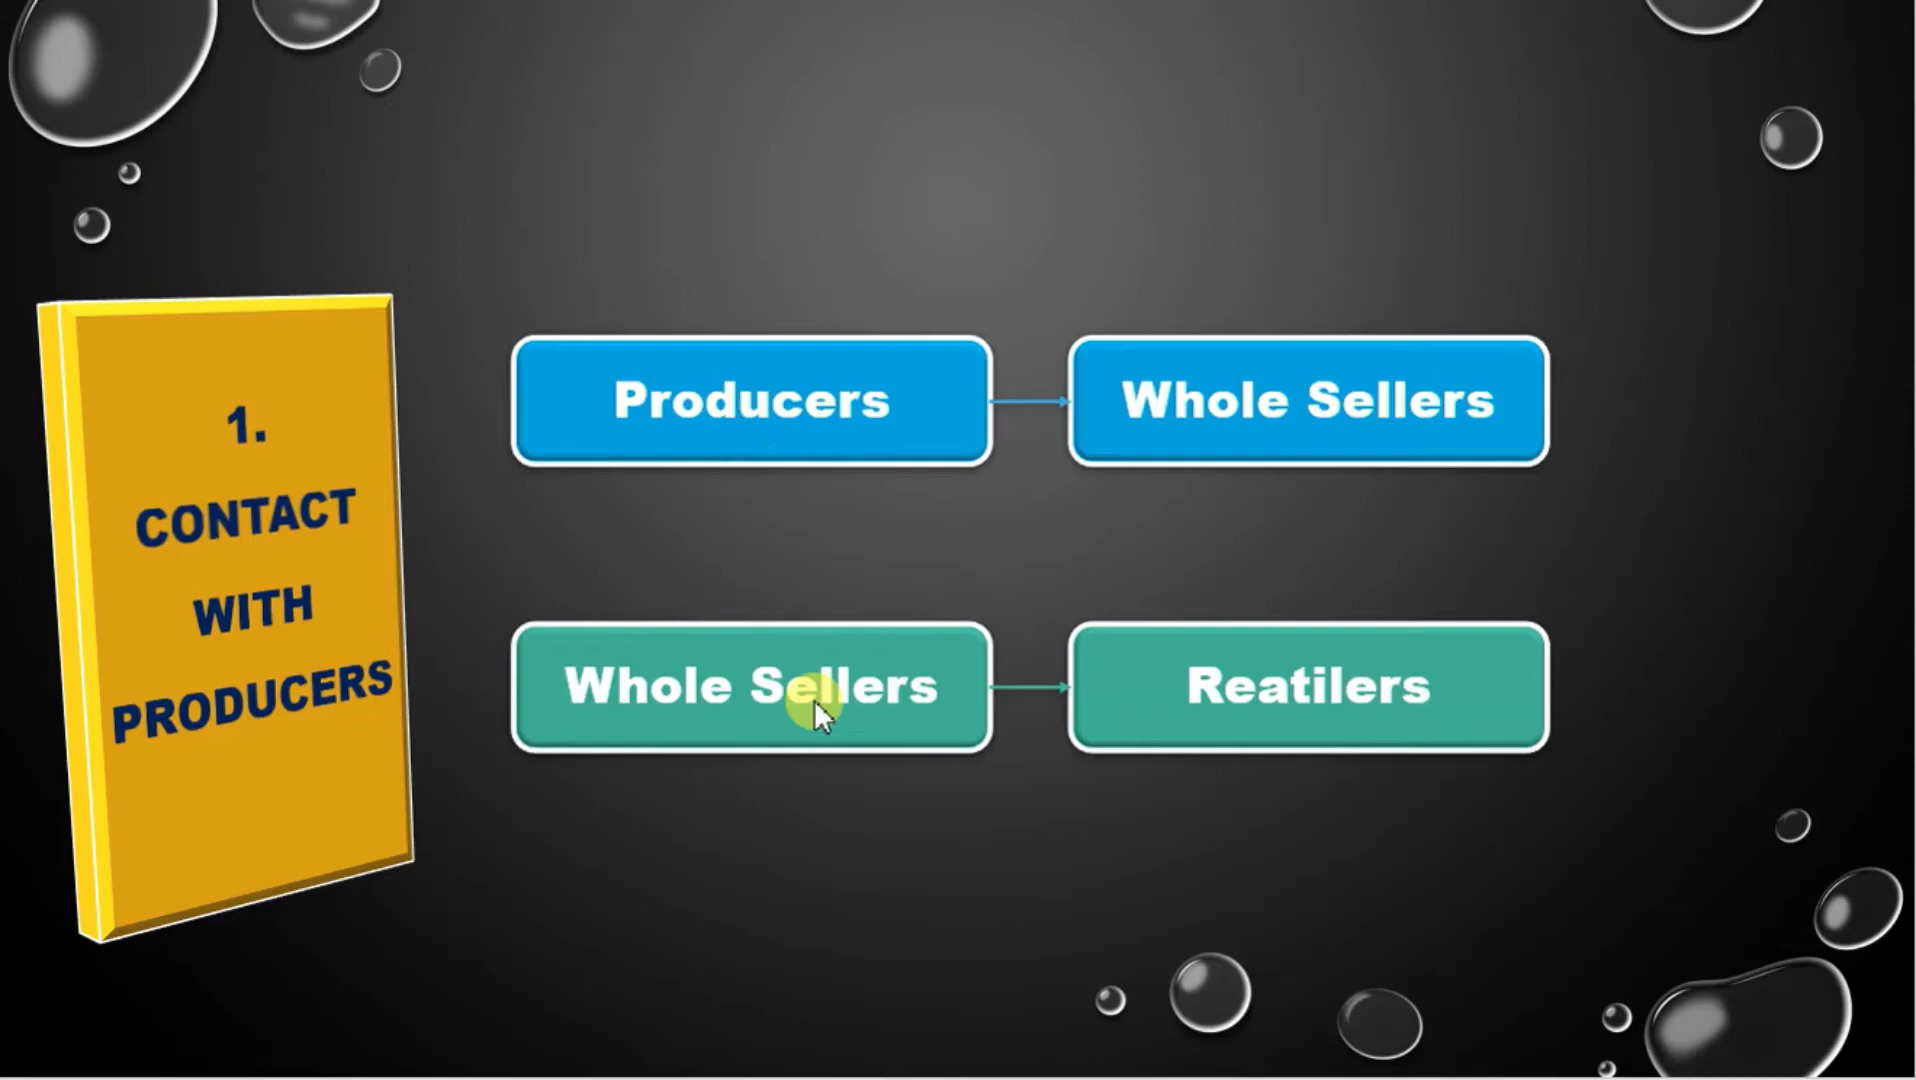 1.
CONTACT
WITH
PRODUCERS
Producers
Whole Sellers
Whole Sellers
Reatilers